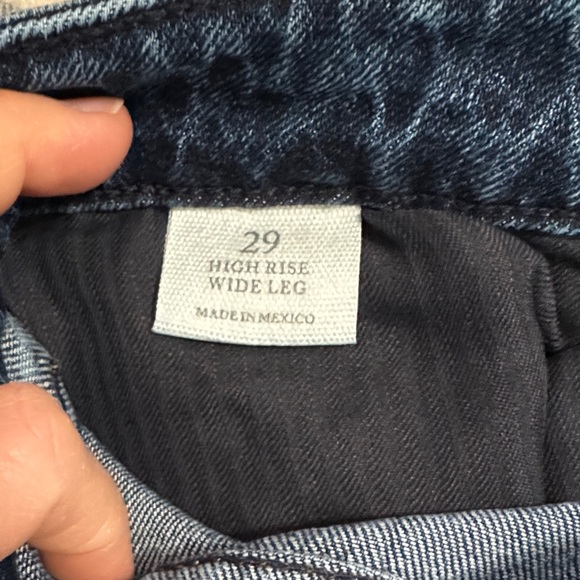 29
HIGH RISE
WIDE LEG
MADE IN MEXICO